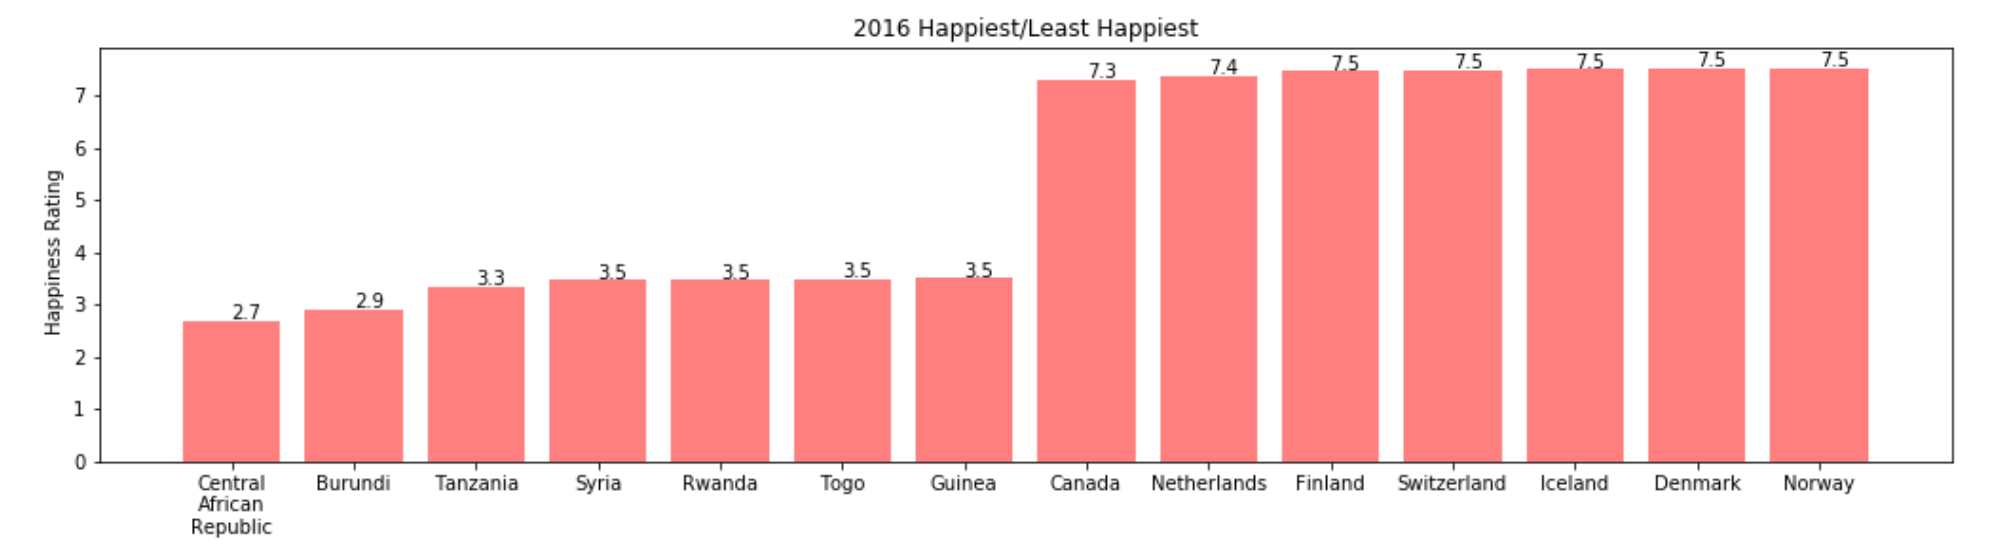 2016 Happiest/Least Happiest
Happiness Rating
7
6
5
4
3
2
1
0
2.7
2.9
3.3
3.5
3.5
3.5
3.5
7.3
7.4
7.5
7.5
7.5
7.5
7.5
Central
African
Republic
Burundi
Tanzania
Syria
Rwanda
Togo
Guinea
Canada
Netherlands
Finland
Switzerland
Iceland
Denmark
Norway